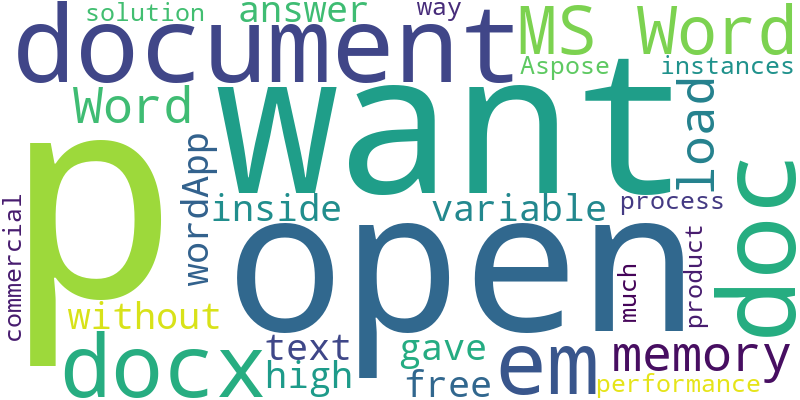 solution
answer
way
document
MS Word
Aspose
instances
Word
want
load
p
wordApp
inside
variable
process
doc
commercial
open
much
product
without
docx
text
high
gave
free
em
memory
performance